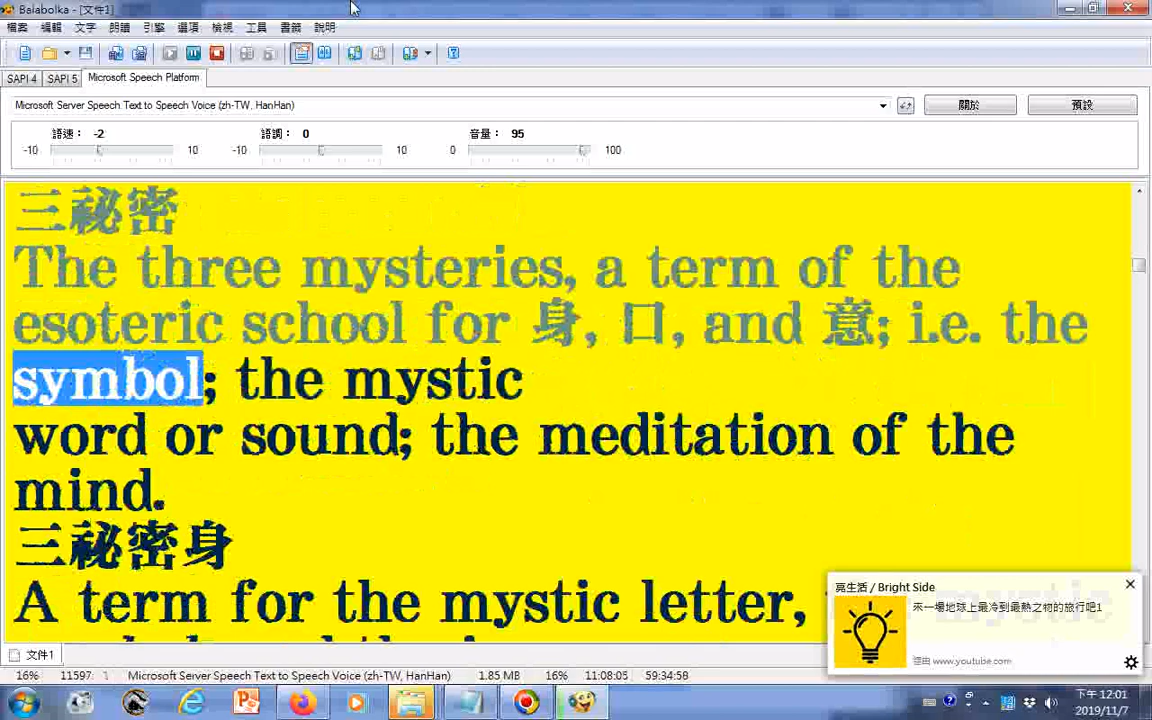 Balabolka - [文件1]
檔案 編輯 文字 朗讀 引擎 選項 檢視 工具 書籤 說明
SAPI 4 SAPI 5 Microsoft Speech Platform
Microsoft Server Speech Text to Speech Voice (zh-TW, HanHan) 關於 預設
語速: -2 語調: 0 音量: 95
-10 10 -10 10 0 100
三祕密
The three mysteries, a term of the
esoteric school for 身, 口, and 意; i.e. the
symbol; the mystic
word or sound; the meditation of the
mind.
三祕密身
A term for the mystic letter, mystic
亮生活 / Bright Side
來一場地球上最冷到最熱之物的旅行吧1
經由 www.youtube.com
文件1
16% 11597 Microsoft Server Speech Text to Speech Voice (zh-TW, HanHan) 1.85 MB 16% 11:08:05 59:34:58
下午 12:01
2019/11/7